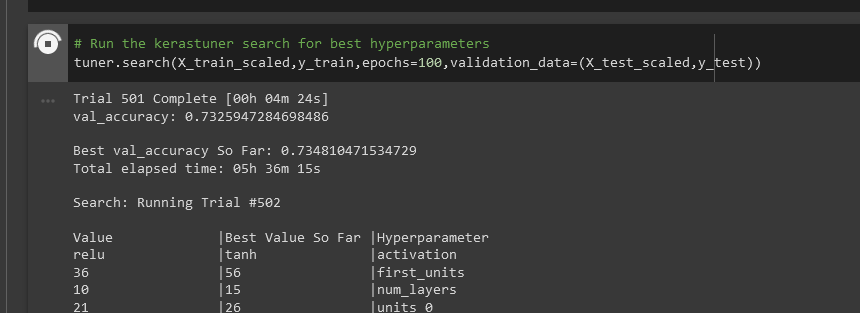 # Run the kerastuner search for best hyperparameters
tuner.search(X_train_scaled,y_train,epochs=100,validation_data=(X_test_scaled,y_test))
Trial 501 Complete [00h 04m 24s]
val_accuracy: 0.7325947284698486
Best val_accuracy So Far: 0.734810471534729
Total elapsed time: 05h 36m 15s
Search: Running Trial #502
Value |Best Value So Far |Hyperparameter
relu |tanh |activation
36 |56 |first_units
10 |15 |num_layers
21 |26 |units_0